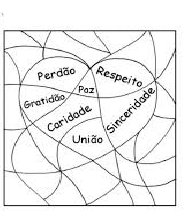 Perdão
Respeito
Paz
Gratidão
Caridade
Sinceridade
União